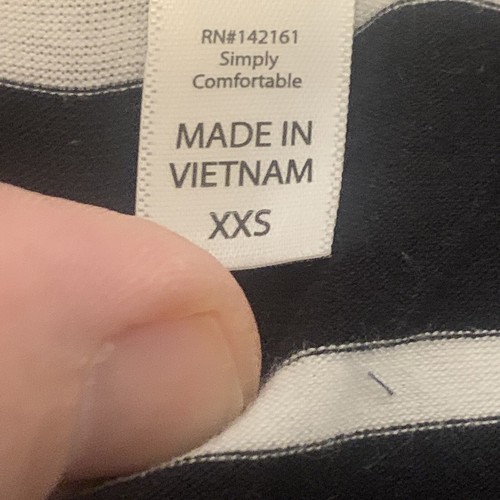 RN#142161
Simply
Comfortable
MADE IN
VIETNAM
XXS